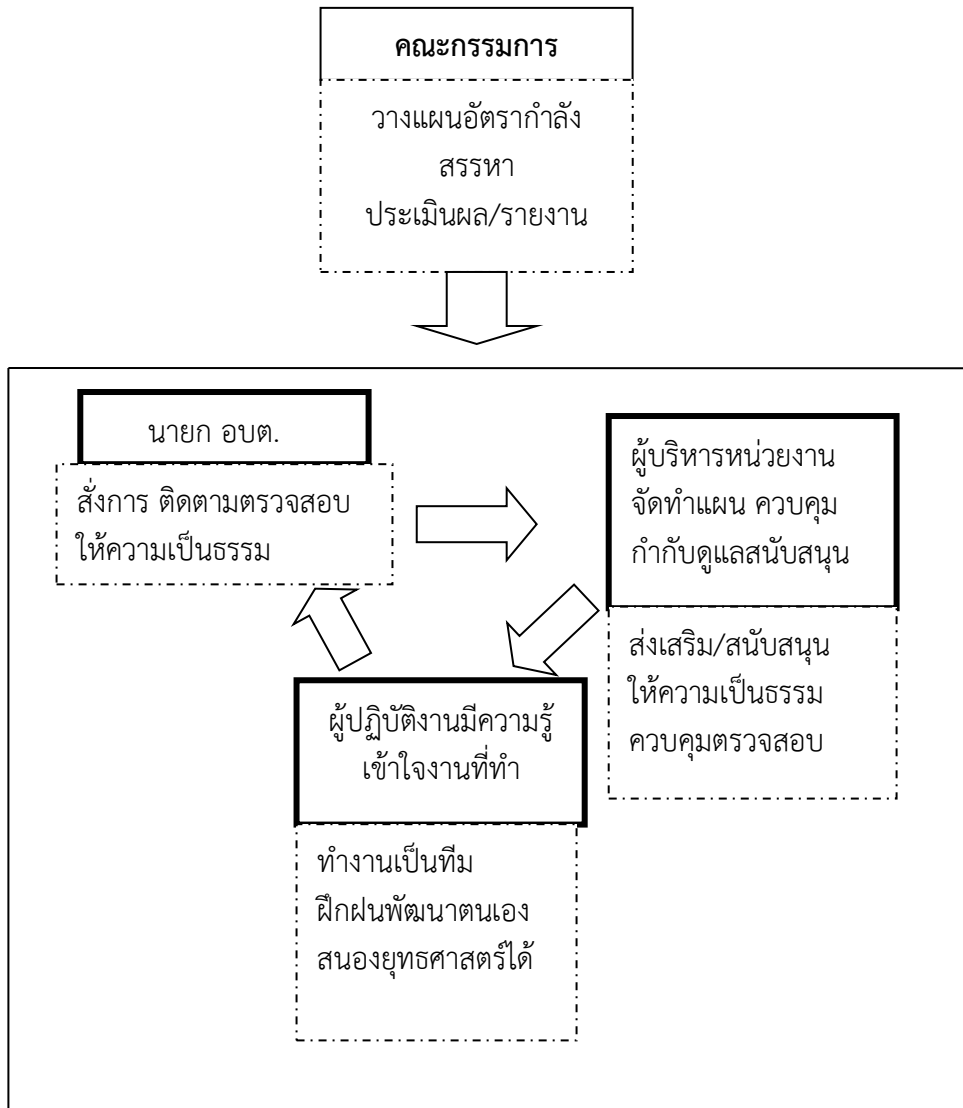 คณะกรรมการ
วางแผนอัตรากำลัง
สรรหา
ประเมินผล/รายงาน
นายก อบต.
สั่งการ ติดตามตรวจสอบ
ให้ความเป็นธรรม
ผู้บริหารหน่วยงาน
จัดทำแผน ควบคุม
กำกับดูแลสนับสนุน
ส่งเสริม/สนับสนุน
ให้ความเป็นธรรม
ควบคุมตรวจสอบ
ผู้ปฏิบัติงานมีความรู้
เข้าใจงานที่ทำ
ทำงานเป็นทีม
ฝึกฝนพัฒนาตนเอง
สนองยุทธศาสตร์ได้